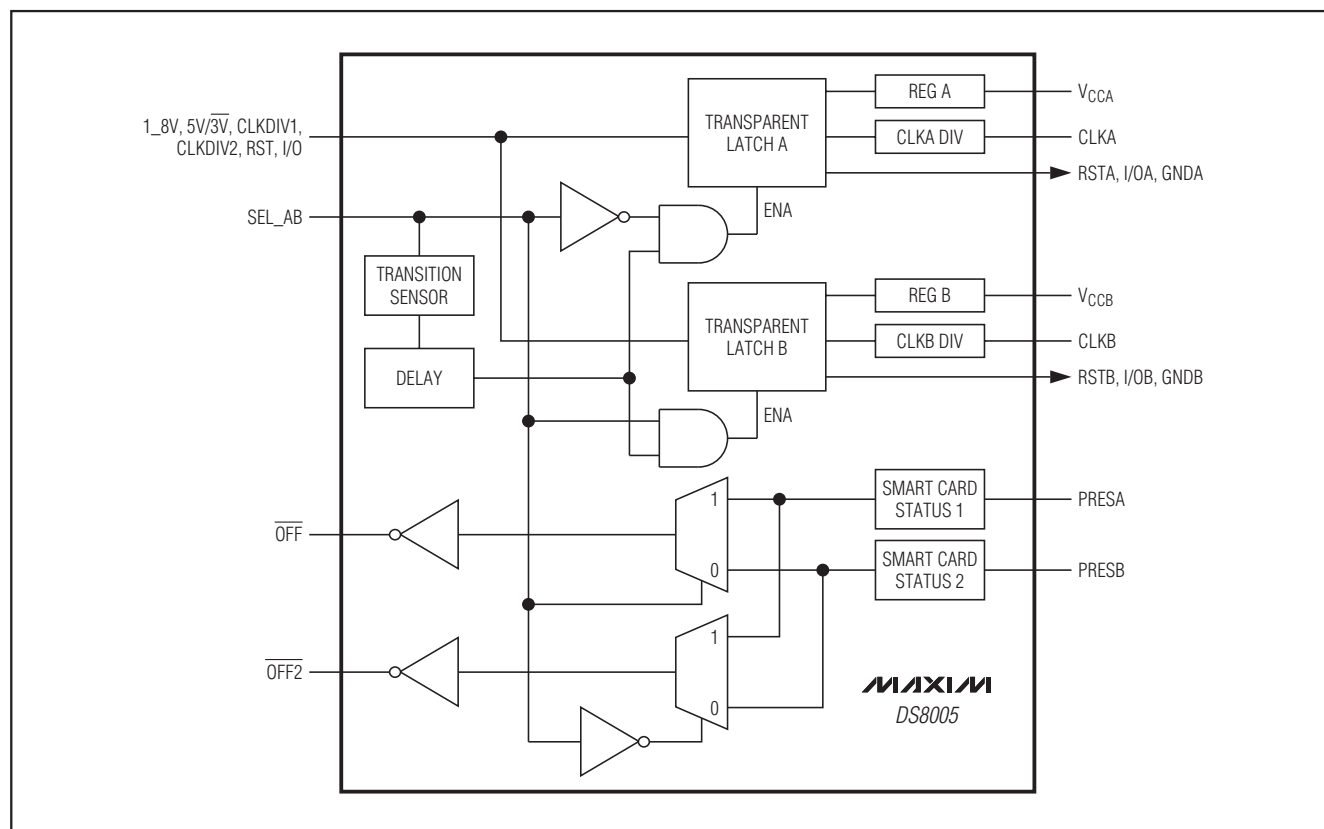 1_8V, 5V/3V̅, CLKDIV1,
CLKDIV2, RST, I/O
SEL_AB
TRANSITION
SENSOR
DELAY
TRANSPARENT
LATCH A
ENA
REG A
VCCA
CLKA DIV
CLKA
RSTA, I/OA, GNDA
TRANSPARENT
LATCH B
ENA
REG B
VCCB
CLKB DIV
CLKB
RSTB, I/OB, GNDB
1
0
SMART CARD
STATUS 1
PRESA
SMART CARD
STATUS 2
PRESB
O̅F̅F̅
1
0
O̅F̅F̅2̅
MAXIM
DS8005